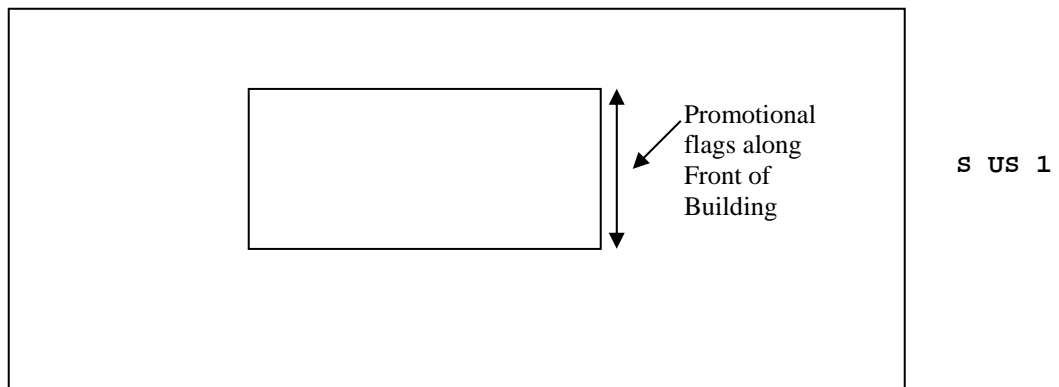 Promotional
flags along
Front of
Building
S US 1